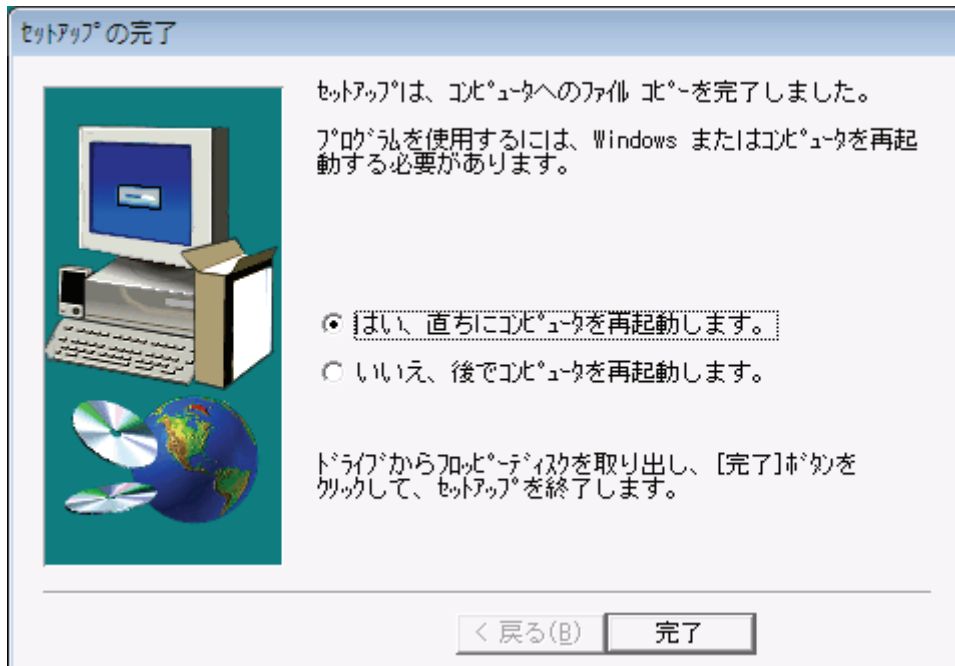 ｾｯﾄｱｯﾌﾟの完了
ｾｯﾄｱｯﾌﾟは、ｺﾝﾋﾟｭｰﾀへのﾌｧｲﾙ ｺﾋﾟｰを完了しました。
ﾌﾟﾛｸﾞﾗﾑを使用するには、Windows またはｺﾝﾋﾟｭｰﾀを再起
動する必要があります。
はい、直ちにｺﾝﾋﾟｭｰﾀを再起動します。
いいえ、後でｺﾝﾋﾟｭｰﾀを再起動します。
ﾄﾞﾗｲﾌﾞからﾌﾛｯﾋﾟｰﾃﾞｨｽｸを取り出し、[完了]ﾎﾞﾀﾝを
ｸﾘｯｸして、ｾｯﾄｱｯﾌﾟを終了します。
< 戻る(B) 完了